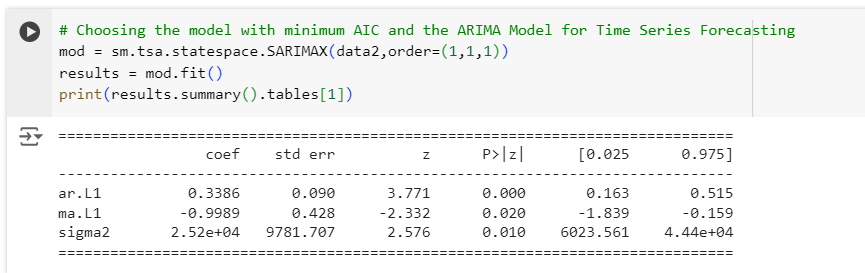 # Choosing the model with minimum AIC and the ARIMA Model for Time Series Forecasting
mod = sm.tsa.statespace.SARIMAX(data2,order=(1,1,1))
results = mod.fit()
print(results.summary().tables[1])
==============================================================================
                 coef    std err          z      P>|z|      [0.025      0.975]
------------------------------------------------------------------------------
ar.L1          0.3386      0.090      3.771      0.000       0.163       0.515
ma.L1         -0.9989      0.428     -2.332      0.020      -1.839      -0.159
sigma2       2.52e+04   9781.707      2.576      0.010    6023.561    4.44e+04
==============================================================================